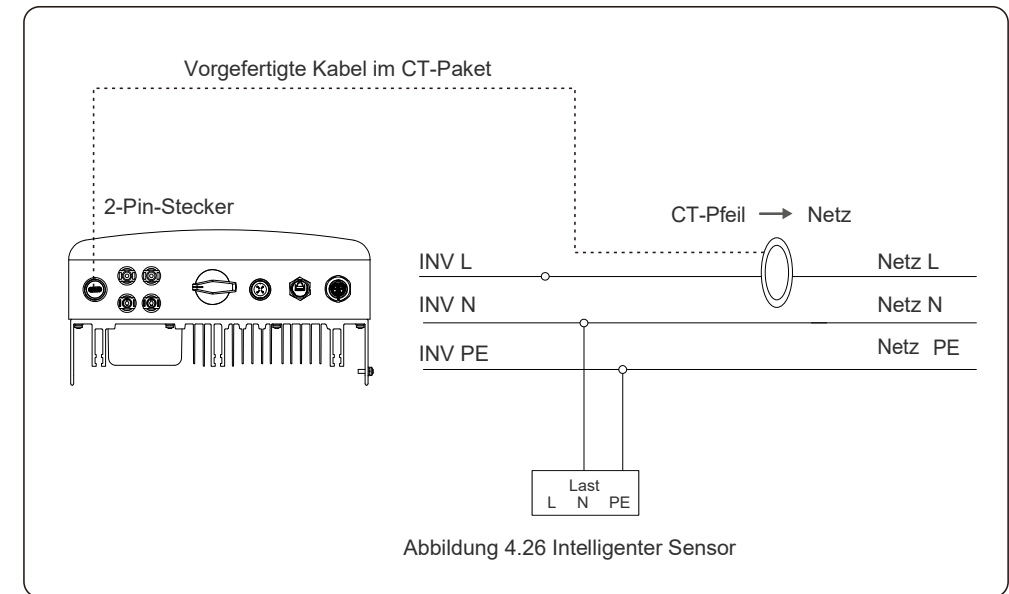 Vorgefertigte Kabel im CT-Paket
2-Pin-Stecker
CT-Pfeil → Netz
INV L
Netz L
INV N
Netz N
INV PE
Netz PE
Last
L N PE
Abbildung 4.26 Intelligenter Sensor